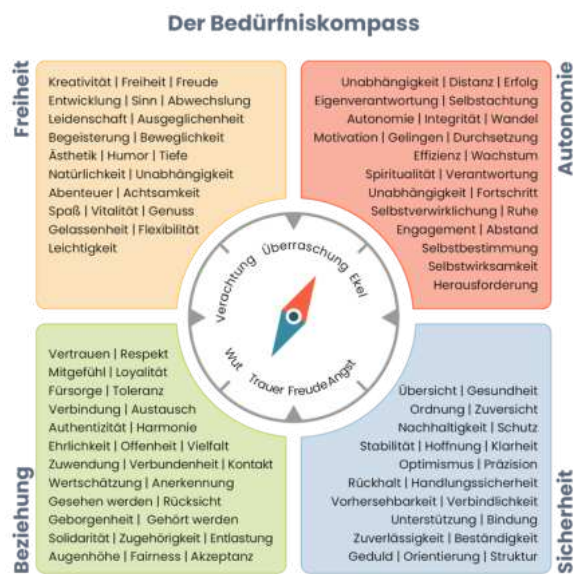 Der Bedürfniskompass
Freiheit
Kreativität | Freiheit | Freude
Entwicklung | Sinn | Abwechslung
Leidenschaft | Ausgeglichenheit
Begeisterung | Beweglichkeit
Ästhetik | Humor | Tiefe
Natürlichkeit | Unabhängigkeit
Abenteuer | Achtsamkeit
Spaß | Vitalität | Genuss
Gelassenheit | Flexibilität
Leichtigkeit
Autonomie
Unabhängigkeit | Distanz | Erfolg
Eigenverantwortung | Selbstachtung
Autonomie | Integrität | Wandel
Motivation | Gelingen | Durchsetzung
Effizienz | Wachstum
Spiritualität | Verantwortung
Unabhängigkeit | Fortschritt
Selbstverwirklichung | Ruhe
Engagement | Abstand
Selbstbestimmung
Selbstwirksamkeit
Herausforderung
Verachtung Überraschung Ekel
Wut Trauer Freude Angst
Beziehung
Vertrauen | Respekt
Mitgefühl | Loyalität
Fürsorge | Toleranz
Verbindung | Austausch
Authentizität | Harmonie
Ehrlichkeit | Offenheit | Vielfalt
Zuwendung | Verbundenheit | Kontakt
Wertschätzung | Anerkennung
Gesehen werden | Rücksicht
Geborgenheit | Gehört werden
Solidarität | Zugehörigkeit | Entlastung
Augenhöhe | Fairness | Akzeptanz
Sicherheit
Übersicht | Gesundheit
Ordnung | Zuversicht
Nachhaltigkeit | Schutz
Stabilität | Hoffnung | Klarheit
Optimismus | Präzision
Rückhalt | Handlungssicherheit
Vorhersehbarkeit | Verbindlichkeit
Unterstützung | Bindung
Zuverlässigkeit | Beständigkeit
Geduld | Orientierung | Struktur